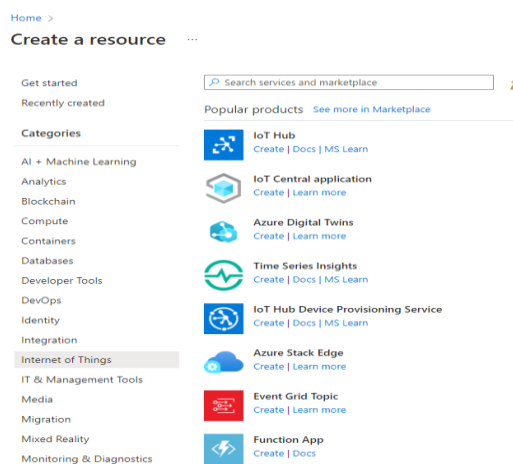 Home >
Create a resource ...
Get started
Recently created
Categories
AI + Machine Learning
Analytics
Blockchain
Compute
Containers
Databases
Developer Tools
DevOps
Identity
Integration
Internet of Things
IT & Management Tools
Media
Migration
Mixed Reality
Monitoring & Diagnostics
Search services and marketplace
Popular products See more in Marketplace
IoT Hub
Create | Docs | MS Learn
IoT Central application
Create | Learn more
Azure Digital Twins
Create | Learn more
Time Series Insights
Create | Docs | MS Learn
IoT Hub Device Provisioning Service
Create | Docs | MS Learn
Azure Stack Edge
Create | Learn more
Event Grid Topic
Create | Learn more
Function App
Create | Docs